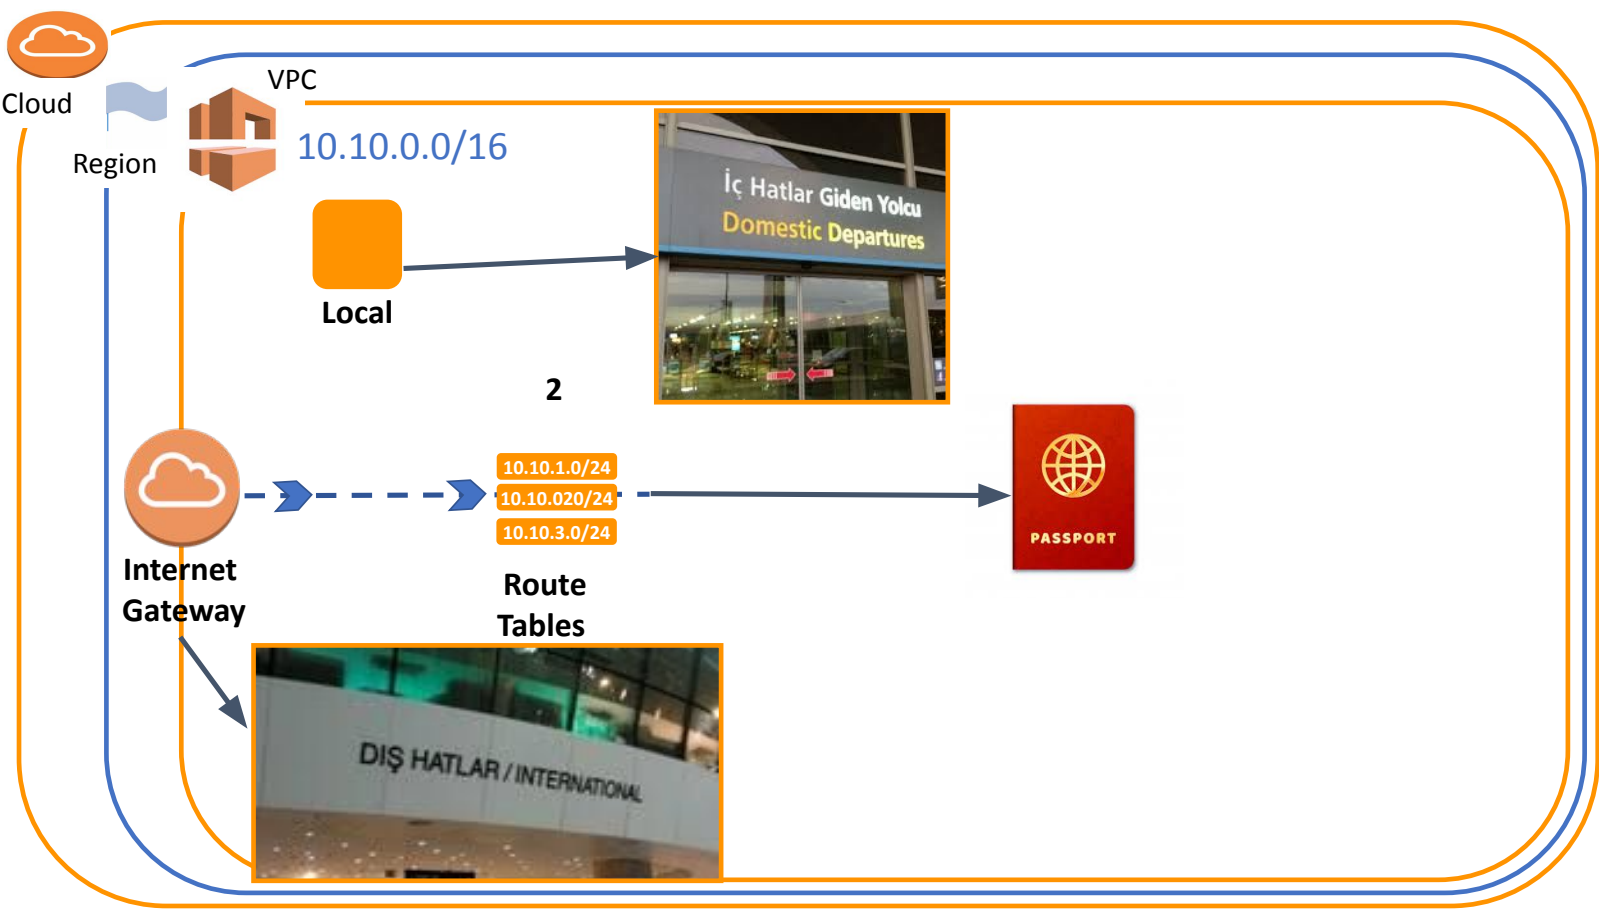 Cloud
Region
VPC
10.10.0.0/16
Local
İç Hatlar Giden Yolcu
Domestic Departures
2
10.10.1.0/24
10.10.020/24
10.10.3.0/24
PASSPORT
Internet
Gateway
Route
Tables
DIŞ HATLAR / INTERNATIONAL